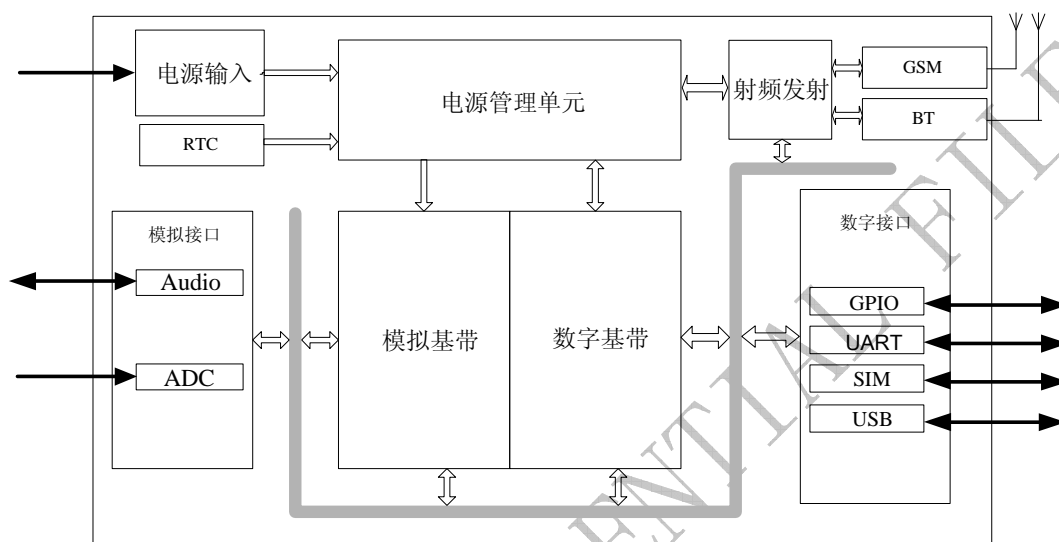 电源输入
RTC
电源管理单元
射频发射
GSM
BT
模拟接口
Audio
ADC
模拟基带
数字基带
数字接口
GPIO
UART
SIM
USB
ENTIAL FILE